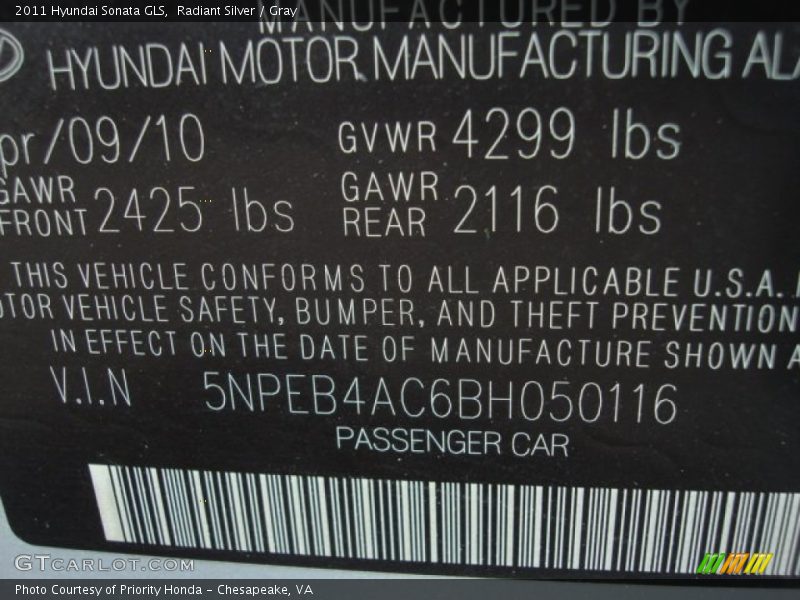 2011 Hyundai Sonata GLS, Radiant Silver / Gray
MANUFACTURED BY
HYUNDAI MOTOR MANUFACTURING ALA
pr/09/10 GVWR 4299 lbs
GAWR FRONT 2425 lbs GAWR REAR 2116 lbs
THIS VEHICLE CONFORMS TO ALL APPLICABLE U.S.A.
OTOR VEHICLE SAFETY, BUMPER, AND THEFT PREVENTION
IN EFFECT ON THE DATE OF MANUFACTURE SHOWN A
V.I.N 5NPEB4AC6BH050116
PASSENGER CAR
GTCARLOT.COM
Photo Courtesy of Priority Honda - Chesapeake, VA